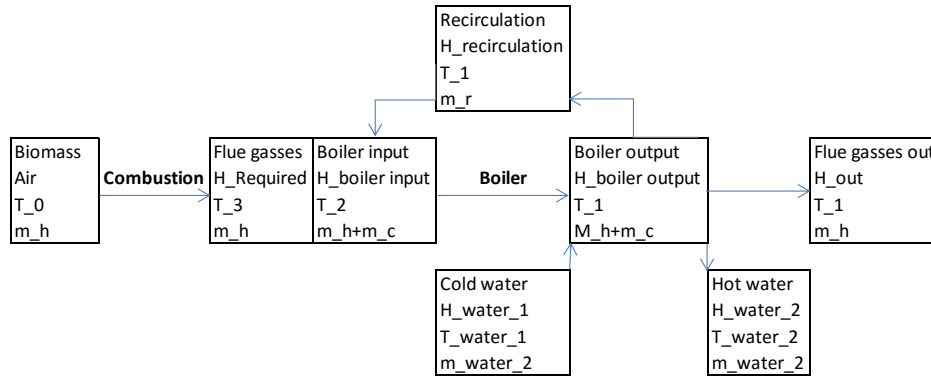 Recirculation
H_recirculation
T_1
m_r
Biomass
Air
T_0
m_h
Combustion
Flue gasses
H_Required
T_3
m_h
Boiler input
H_boiler input
T_2
m_h+m_c
Boiler
Boiler output
H_boiler output
T_1
M_h+m_c
Flue gasses out
H_out
T_1
m_h
Cold water
H_water_1
T_water_1
m_water_2
Hot water
H_water_2
T_water_2
m_water_2